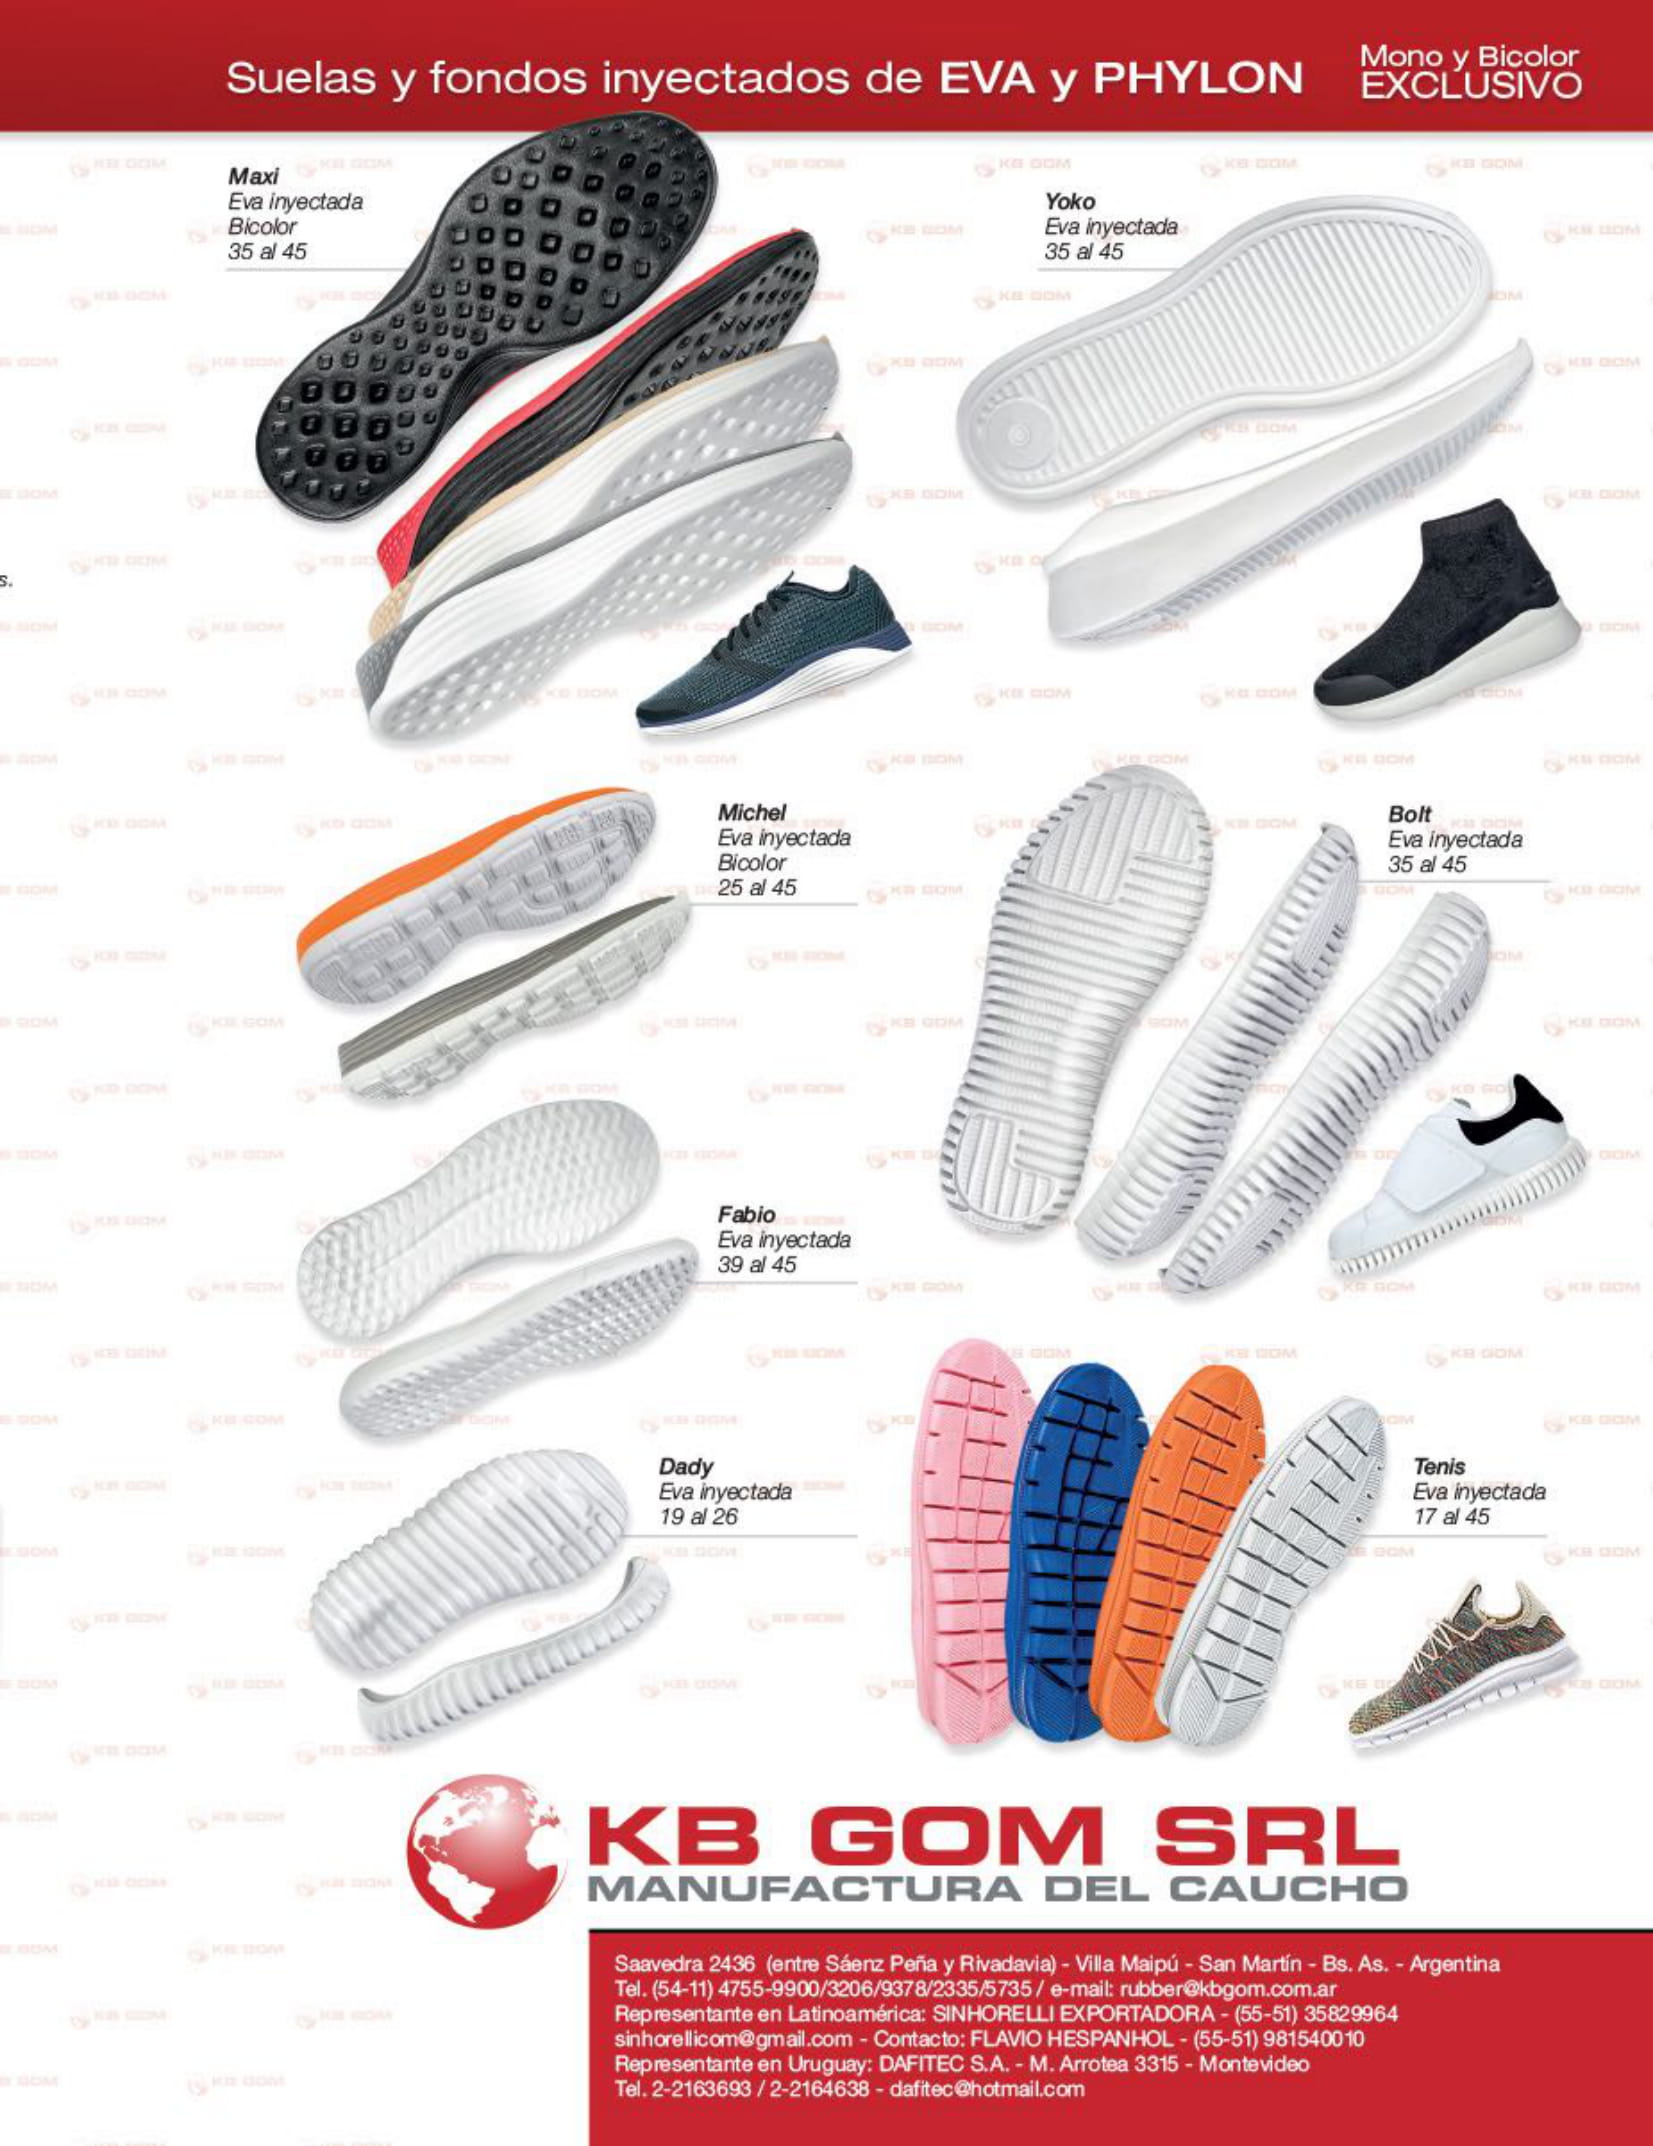 Suelas y fondos inyectados de EVA y PHYLON
Mono y Bicolor
EXCLUSIVO
Maxi
Eva inyectada
Bicolor
35 al 45
Yoko
Eva inyectada
35 al 45
s.
Michel
Eva inyectada
Bicolor
25 al 45
Bolt
Eva inyectada
35 al 45
Fabio
Eva inyectada
39 al 45
Dady
Eva inyectada
19 al 26
Tenis
Eva inyectada
17 al 45
KB GOM SRL
MANUFACTURA DEL CAUCHO
Saavedra 2436 (entre Sáenz Peña y Rivadavia) - Villa Maipú - San Martín - Bs. As. - Argentina
Tel. (54-11) 4755-9900/3206/9378/2335/5735 / e-mail: rubber@kbgom.com.ar
Representante en Latinoamérica: SINHORELLI EXPORTADORA - (55-51) 35829964
sinhorellicom@gmail.com - Contacto: FLAVIO HESPANHOL - (55-51) 981540010
Representante en Uruguay: DAFITEC S.A. - M. Arrotea 3315 - Montevideo
Tel. 2-2163693 / 2-2164638 - dafitec@hotmail.com